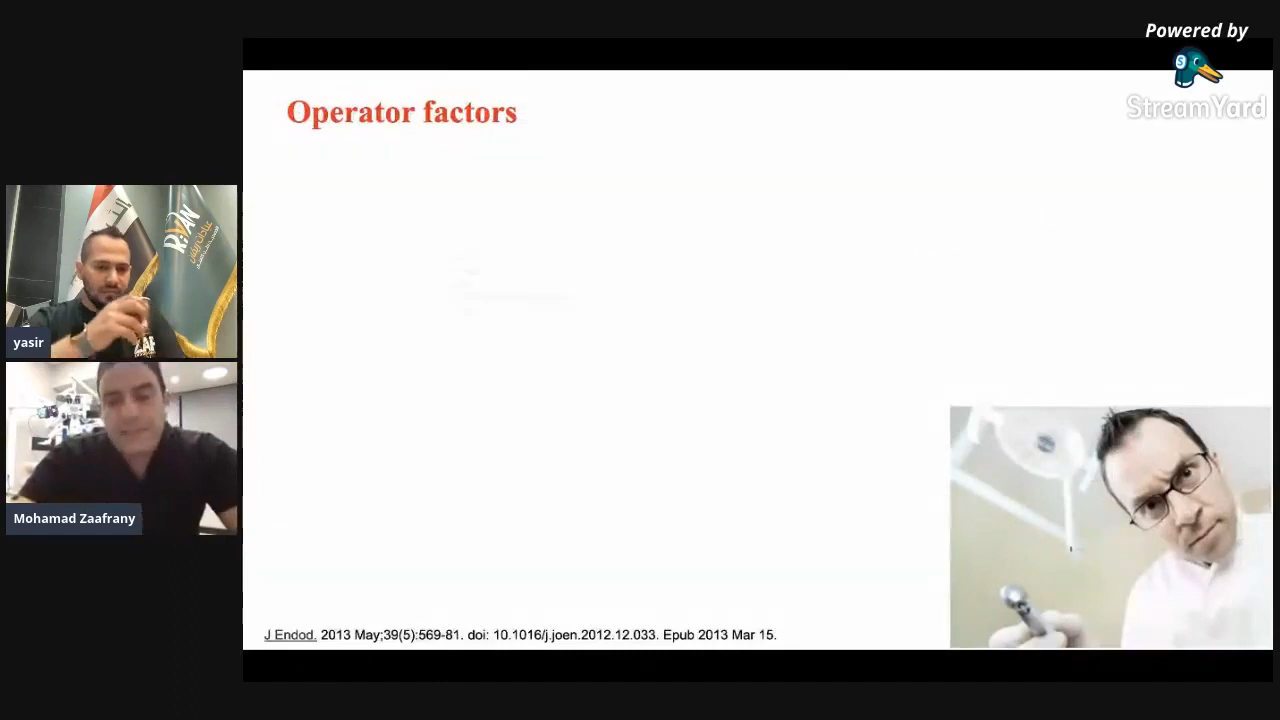 Powered by
StreamYard
Operator factors
RiVAN
yasir
Mohamad Zaafrany
J Endod. 2013 May;39(5):569-81. doi: 10.1016/j.joen.2012.12.033. Epub 2013 Mar 15.